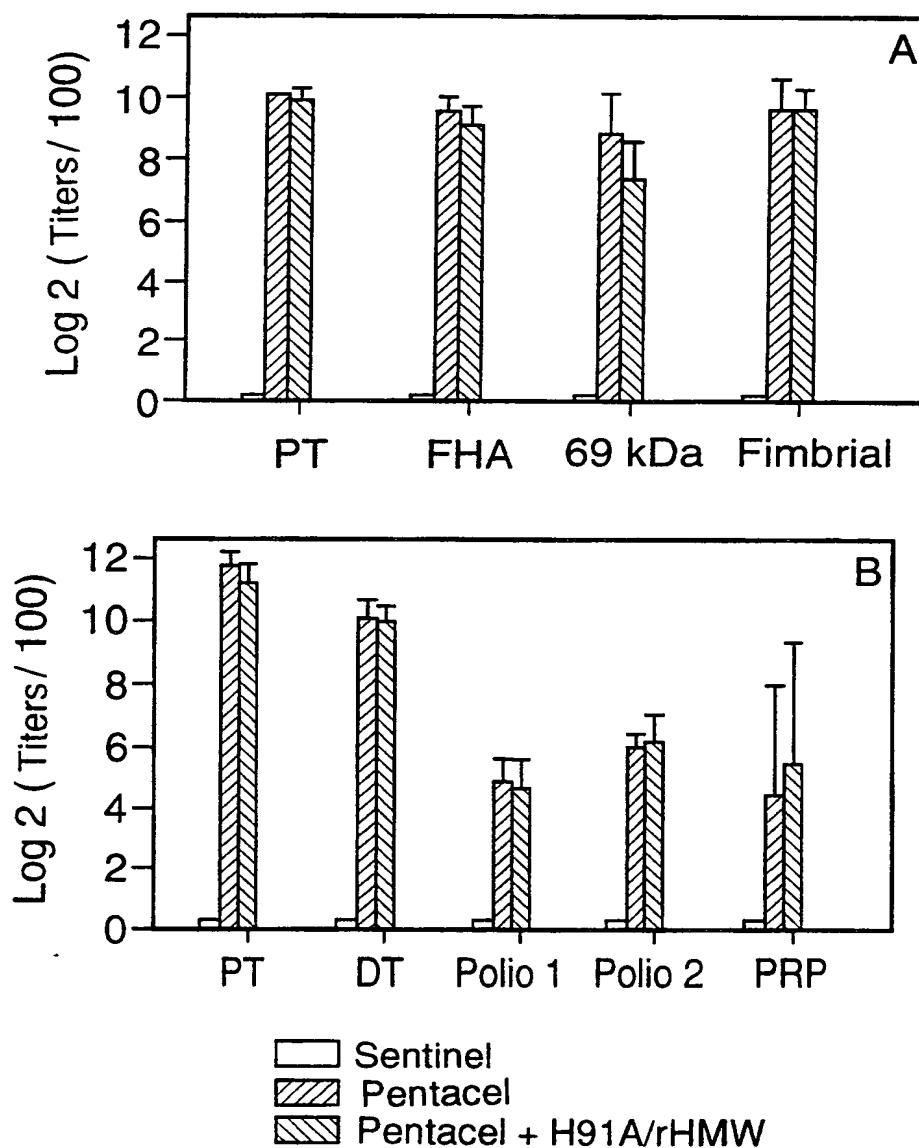 A
Log 2 (Titers/100)
12
10
8
6
4
2
0
PT FHA 69 kDa Fimbrial
B
Log 2 (Titers/100)
12
10
8
6
4
2
0
PT DT Polio 1 Polio 2 PRP
Sentinel
Pentacel
Pentacel + H91A/rHMW